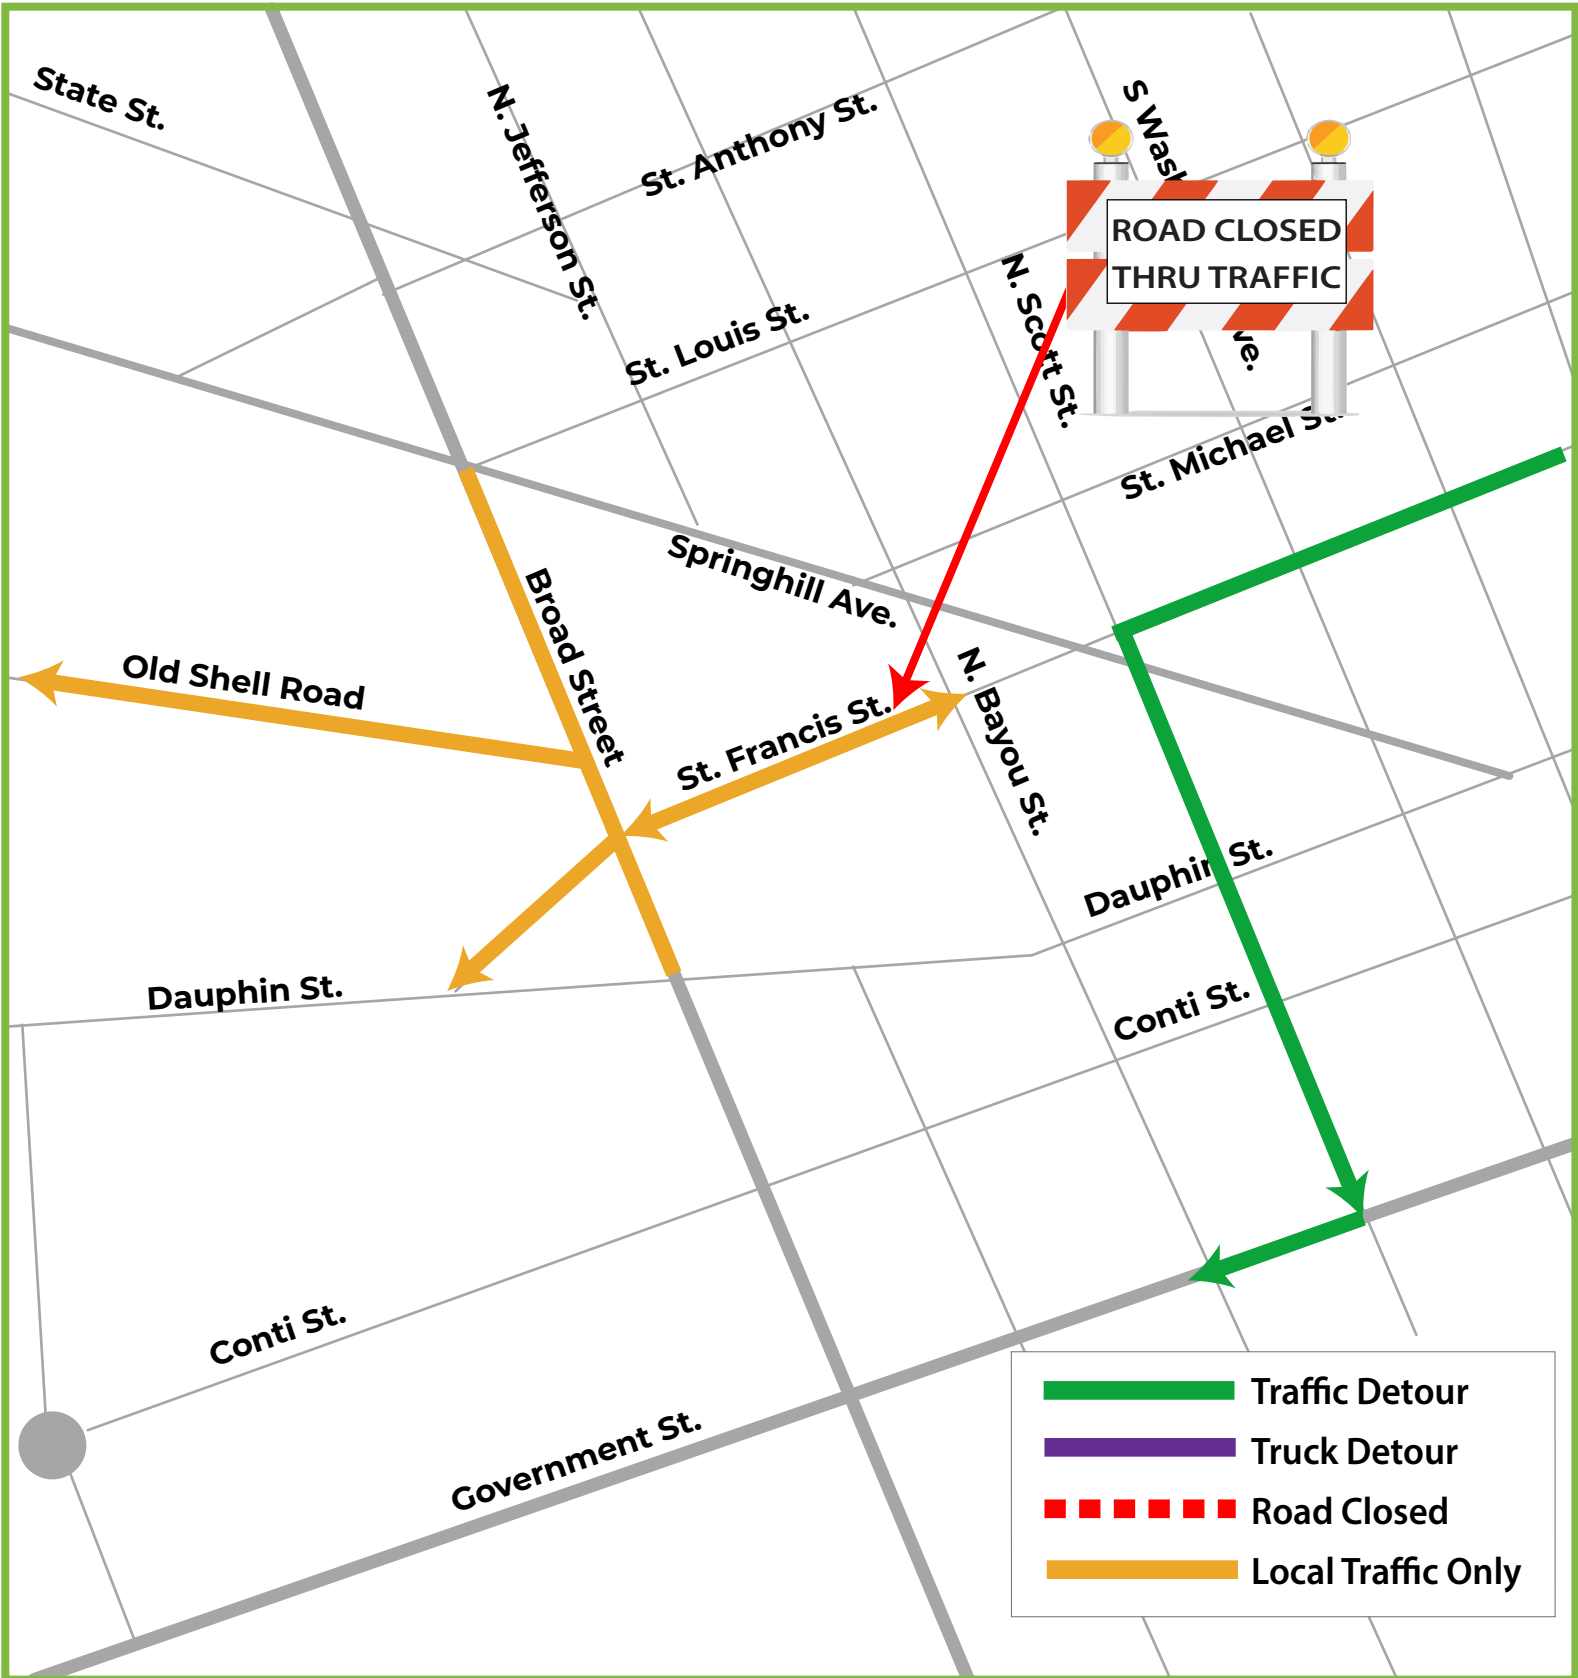 State St.
N. Jefferson St.
St. Anthony St.
S Wash
ve.
ROAD CLOSED
THRU TRAFFIC
N. Scott St.
St. Louis St.
St. Michael St.
Springhill Ave.
Broad Street
Old Shell Road
St. Francis St.
N. Bayou St.
Dauphin St.
Dauphin St.
Conti St.
Conti St.
Government St.
Traffic Detour
Truck Detour
Road Closed
Local Traffic Only